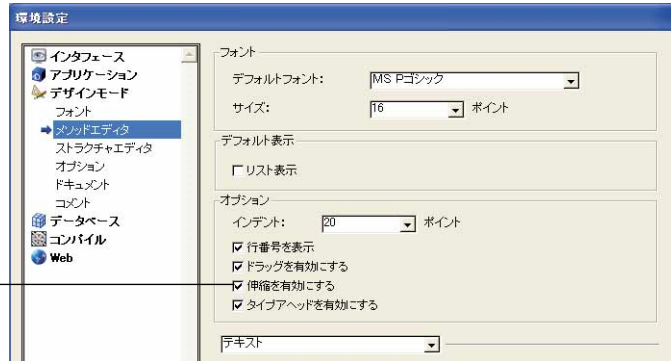 環境設定
インタフェース
アプリケーション
デザインモード
フォント
メソッドエディタ
ストラクチャエディタ
オプション
ドキュメント
コメント
データベース
コンパイル
Web
フォント
デフォルトフォント: MS Pゴシック
サイズ: 16 ポイント
デフォルト表示
リスト表示
オプション
インデント: 20 ポイント
行番号を表示
ドラッグを有効にする
伸縮を有効にする
タイプアヘッドを有効にする
テキスト